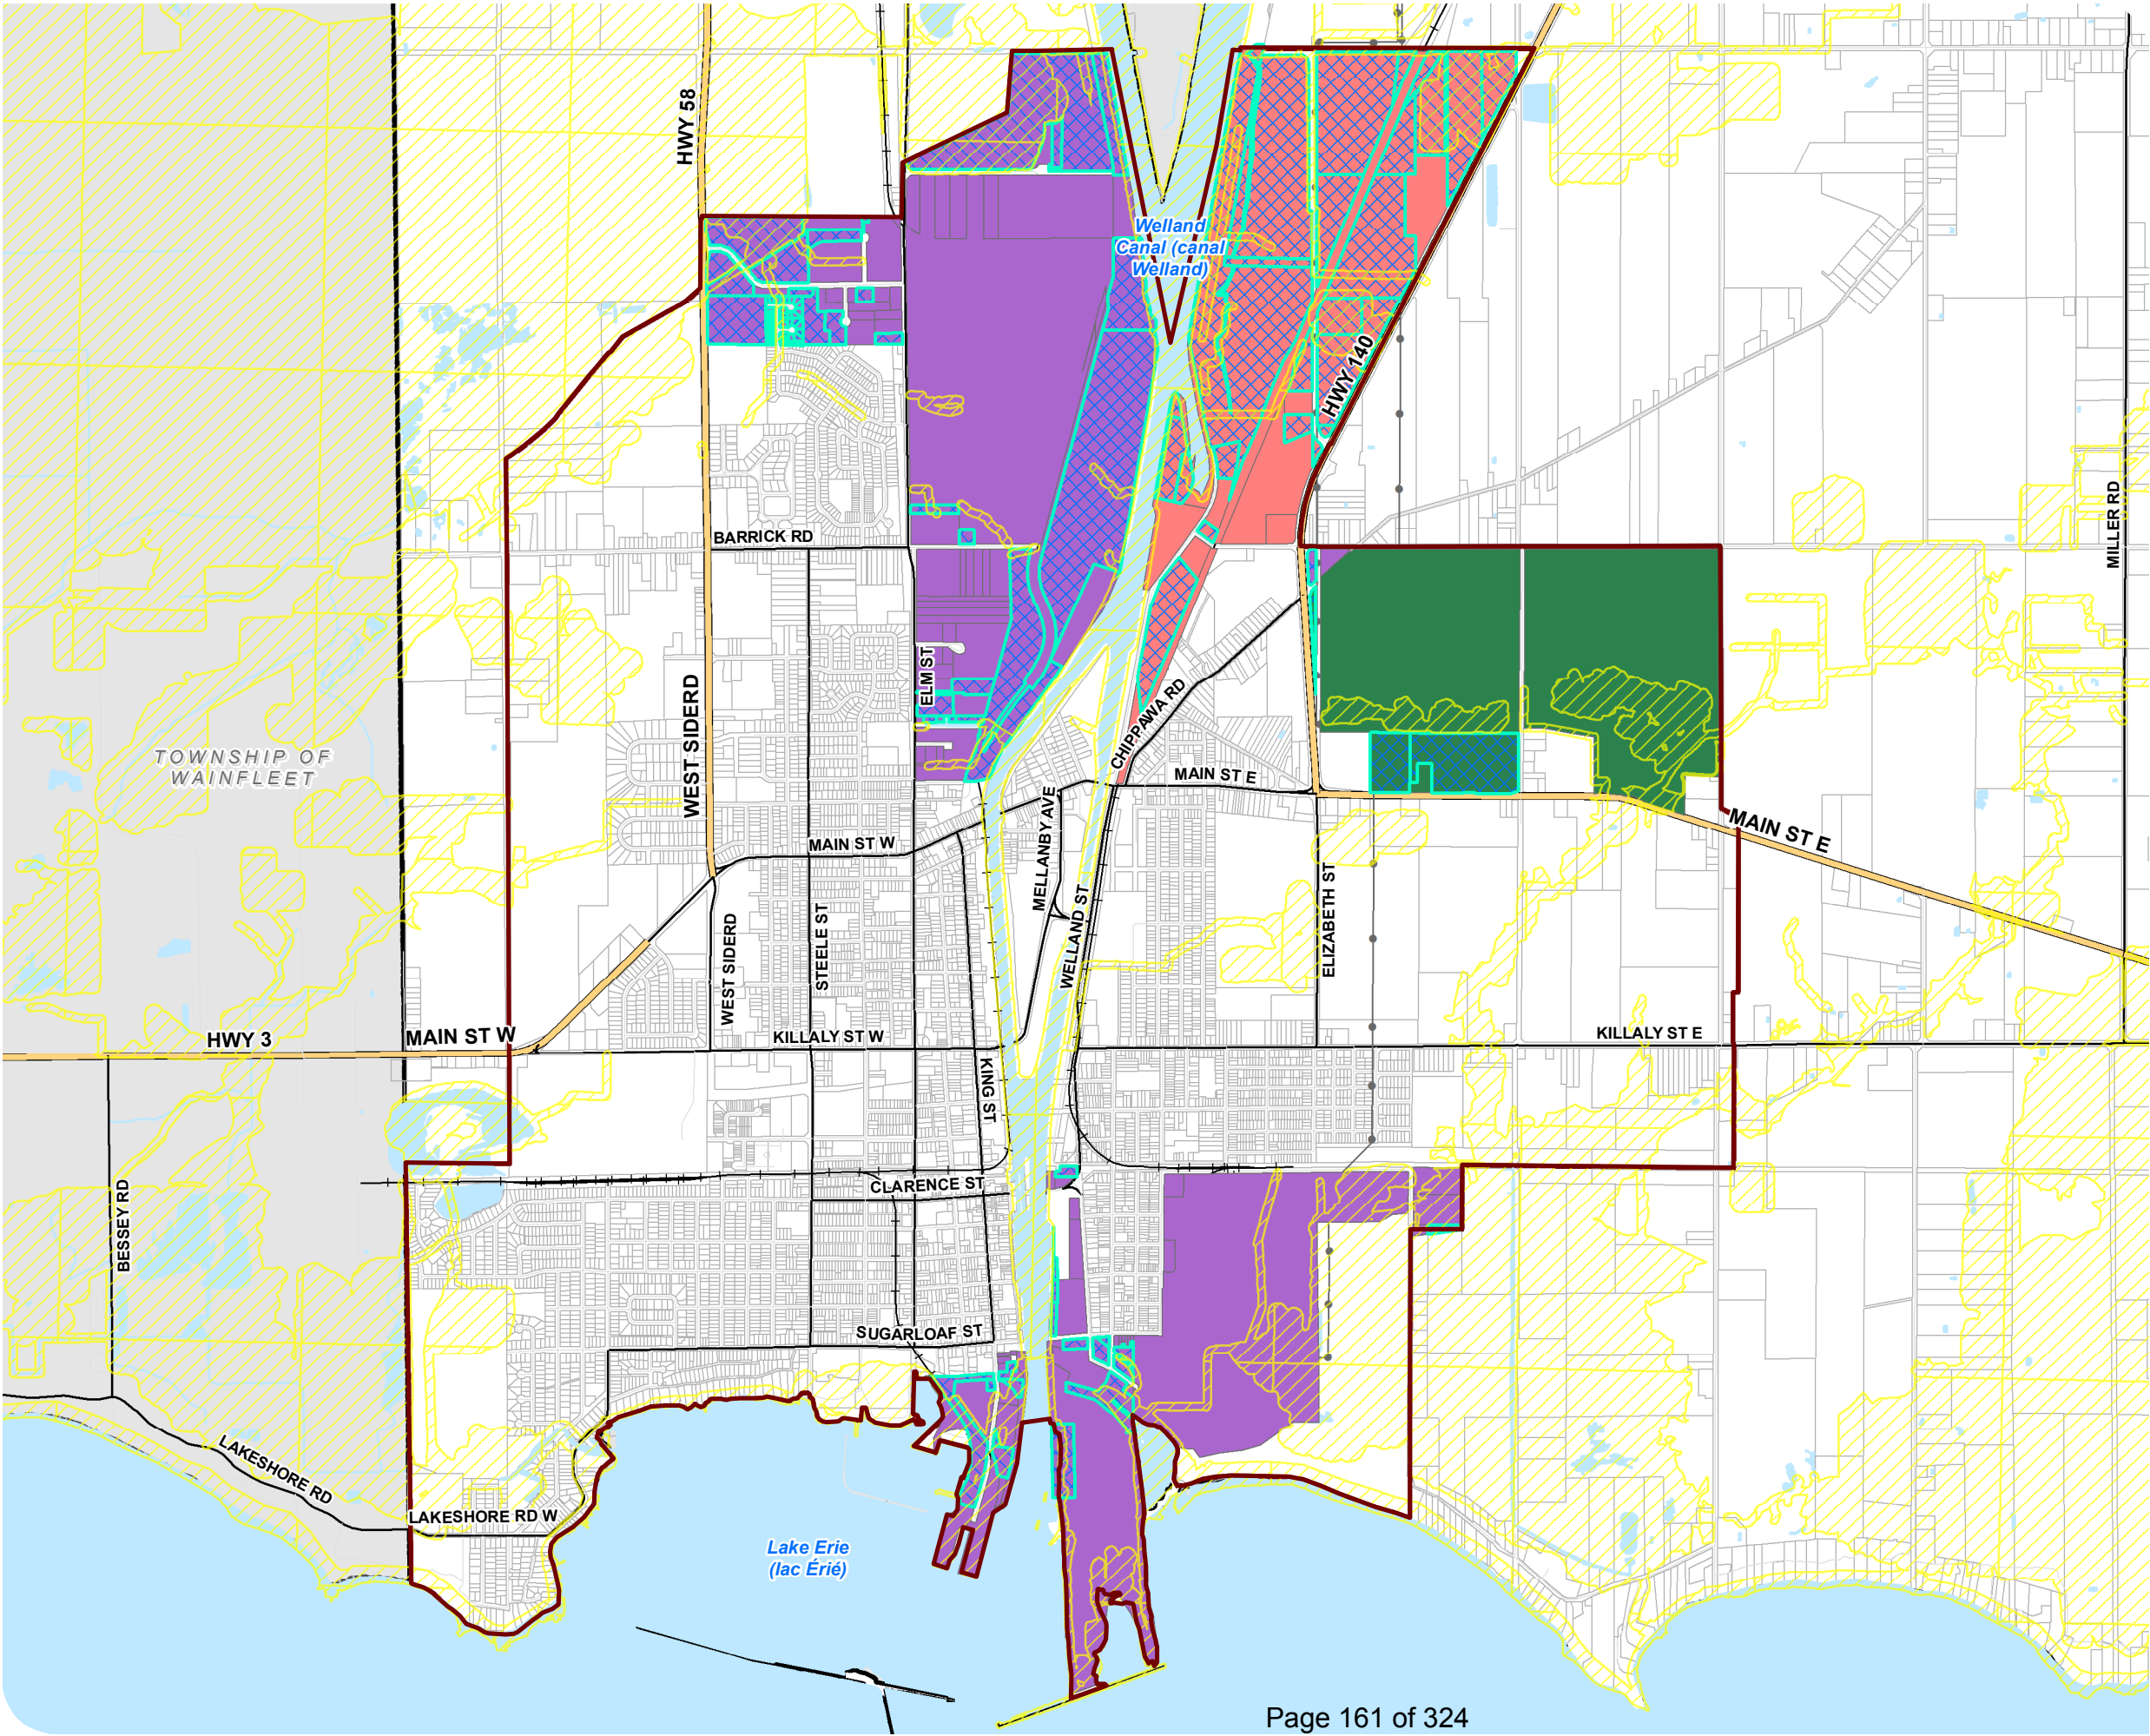 HWY 58
Welland
Canal (canal
Welland)
HWY 140
MILLER RD
BARRICK RD
ELM ST
WEST SIDERD
CHIPPAWA RD
TOWNSHIP OF
WAINFLEET
MAIN ST E
MELLANBY AVE
MAIN ST E
MAIN ST W
WELLAND ST
ELIZABETH ST
STEELE ST
WEST SIDERD
HWY 3
MAIN ST W
KILLALY ST W
KILLALY ST E
KING ST
CLARENCE ST
BESSEY RD
SUGARLOAF ST
LAKESHORE RD
LAKESHORE RD W
Lake Erie
(lac Érié)
Page 161 of 324